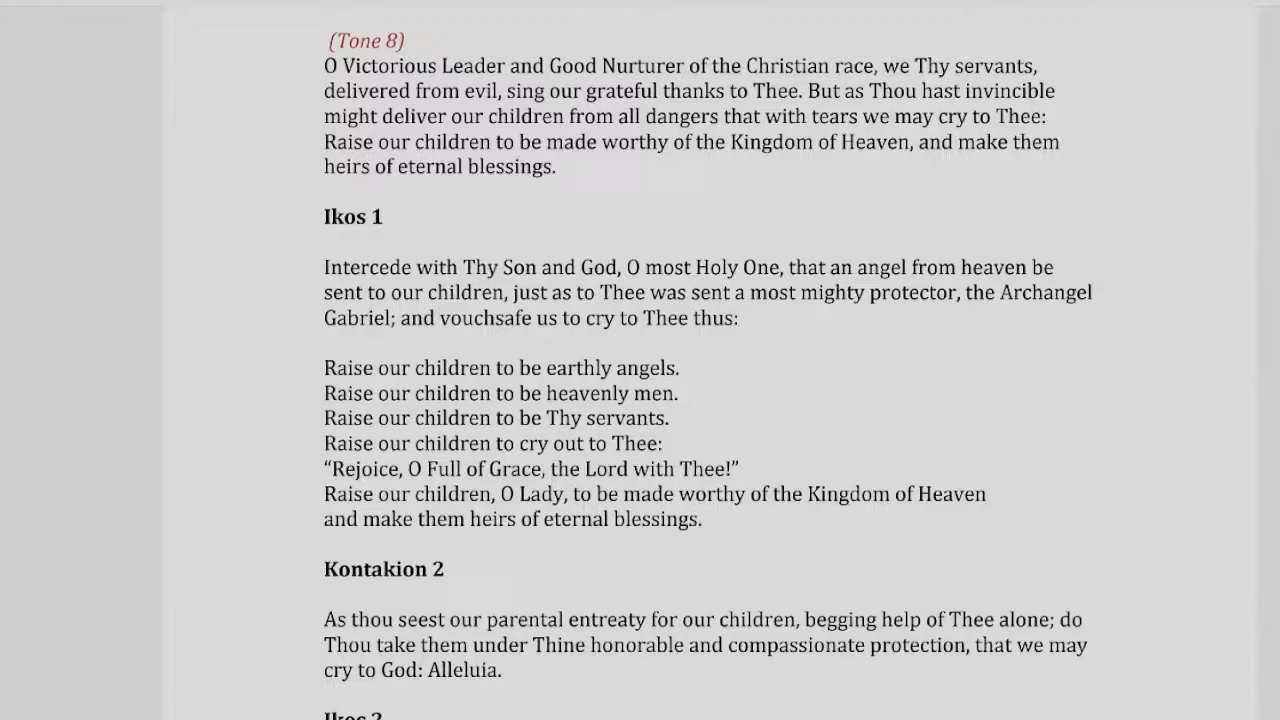 (Tone 8)
O Victorious Leader and Good Nurturer of the Christian race, we Thy servants,
delivered from evil, sing our grateful thanks to Thee. But as Thou hast invincible
might deliver our children from all dangers that with tears we may cry to Thee:
Raise our children to be made worthy of the Kingdom of Heaven, and make them
heirs of eternal blessings.
Ikos 1
Intercede with Thy Son and God, O most Holy One, that an angel from heaven be
sent to our children, just as to Thee was sent a most mighty protector, the Archangel
Gabriel; and vouchsafe us to cry to Thee thus:
Raise our children to be earthly angels.
Raise our children to be heavenly men.
Raise our children to be Thy servants.
Raise our children to cry out to Thee:
“Rejoice, O Full of Grace, the Lord with Thee!”
Raise our children, O Lady, to be made worthy of the Kingdom of Heaven
and make them heirs of eternal blessings.
Kontakion 2
As thou seest our parental entreaty for our children, begging help of Thee alone; do
Thou take them under Thine honorable and compassionate protection, that we may
cry to God: Alleluia.
Ikos 2